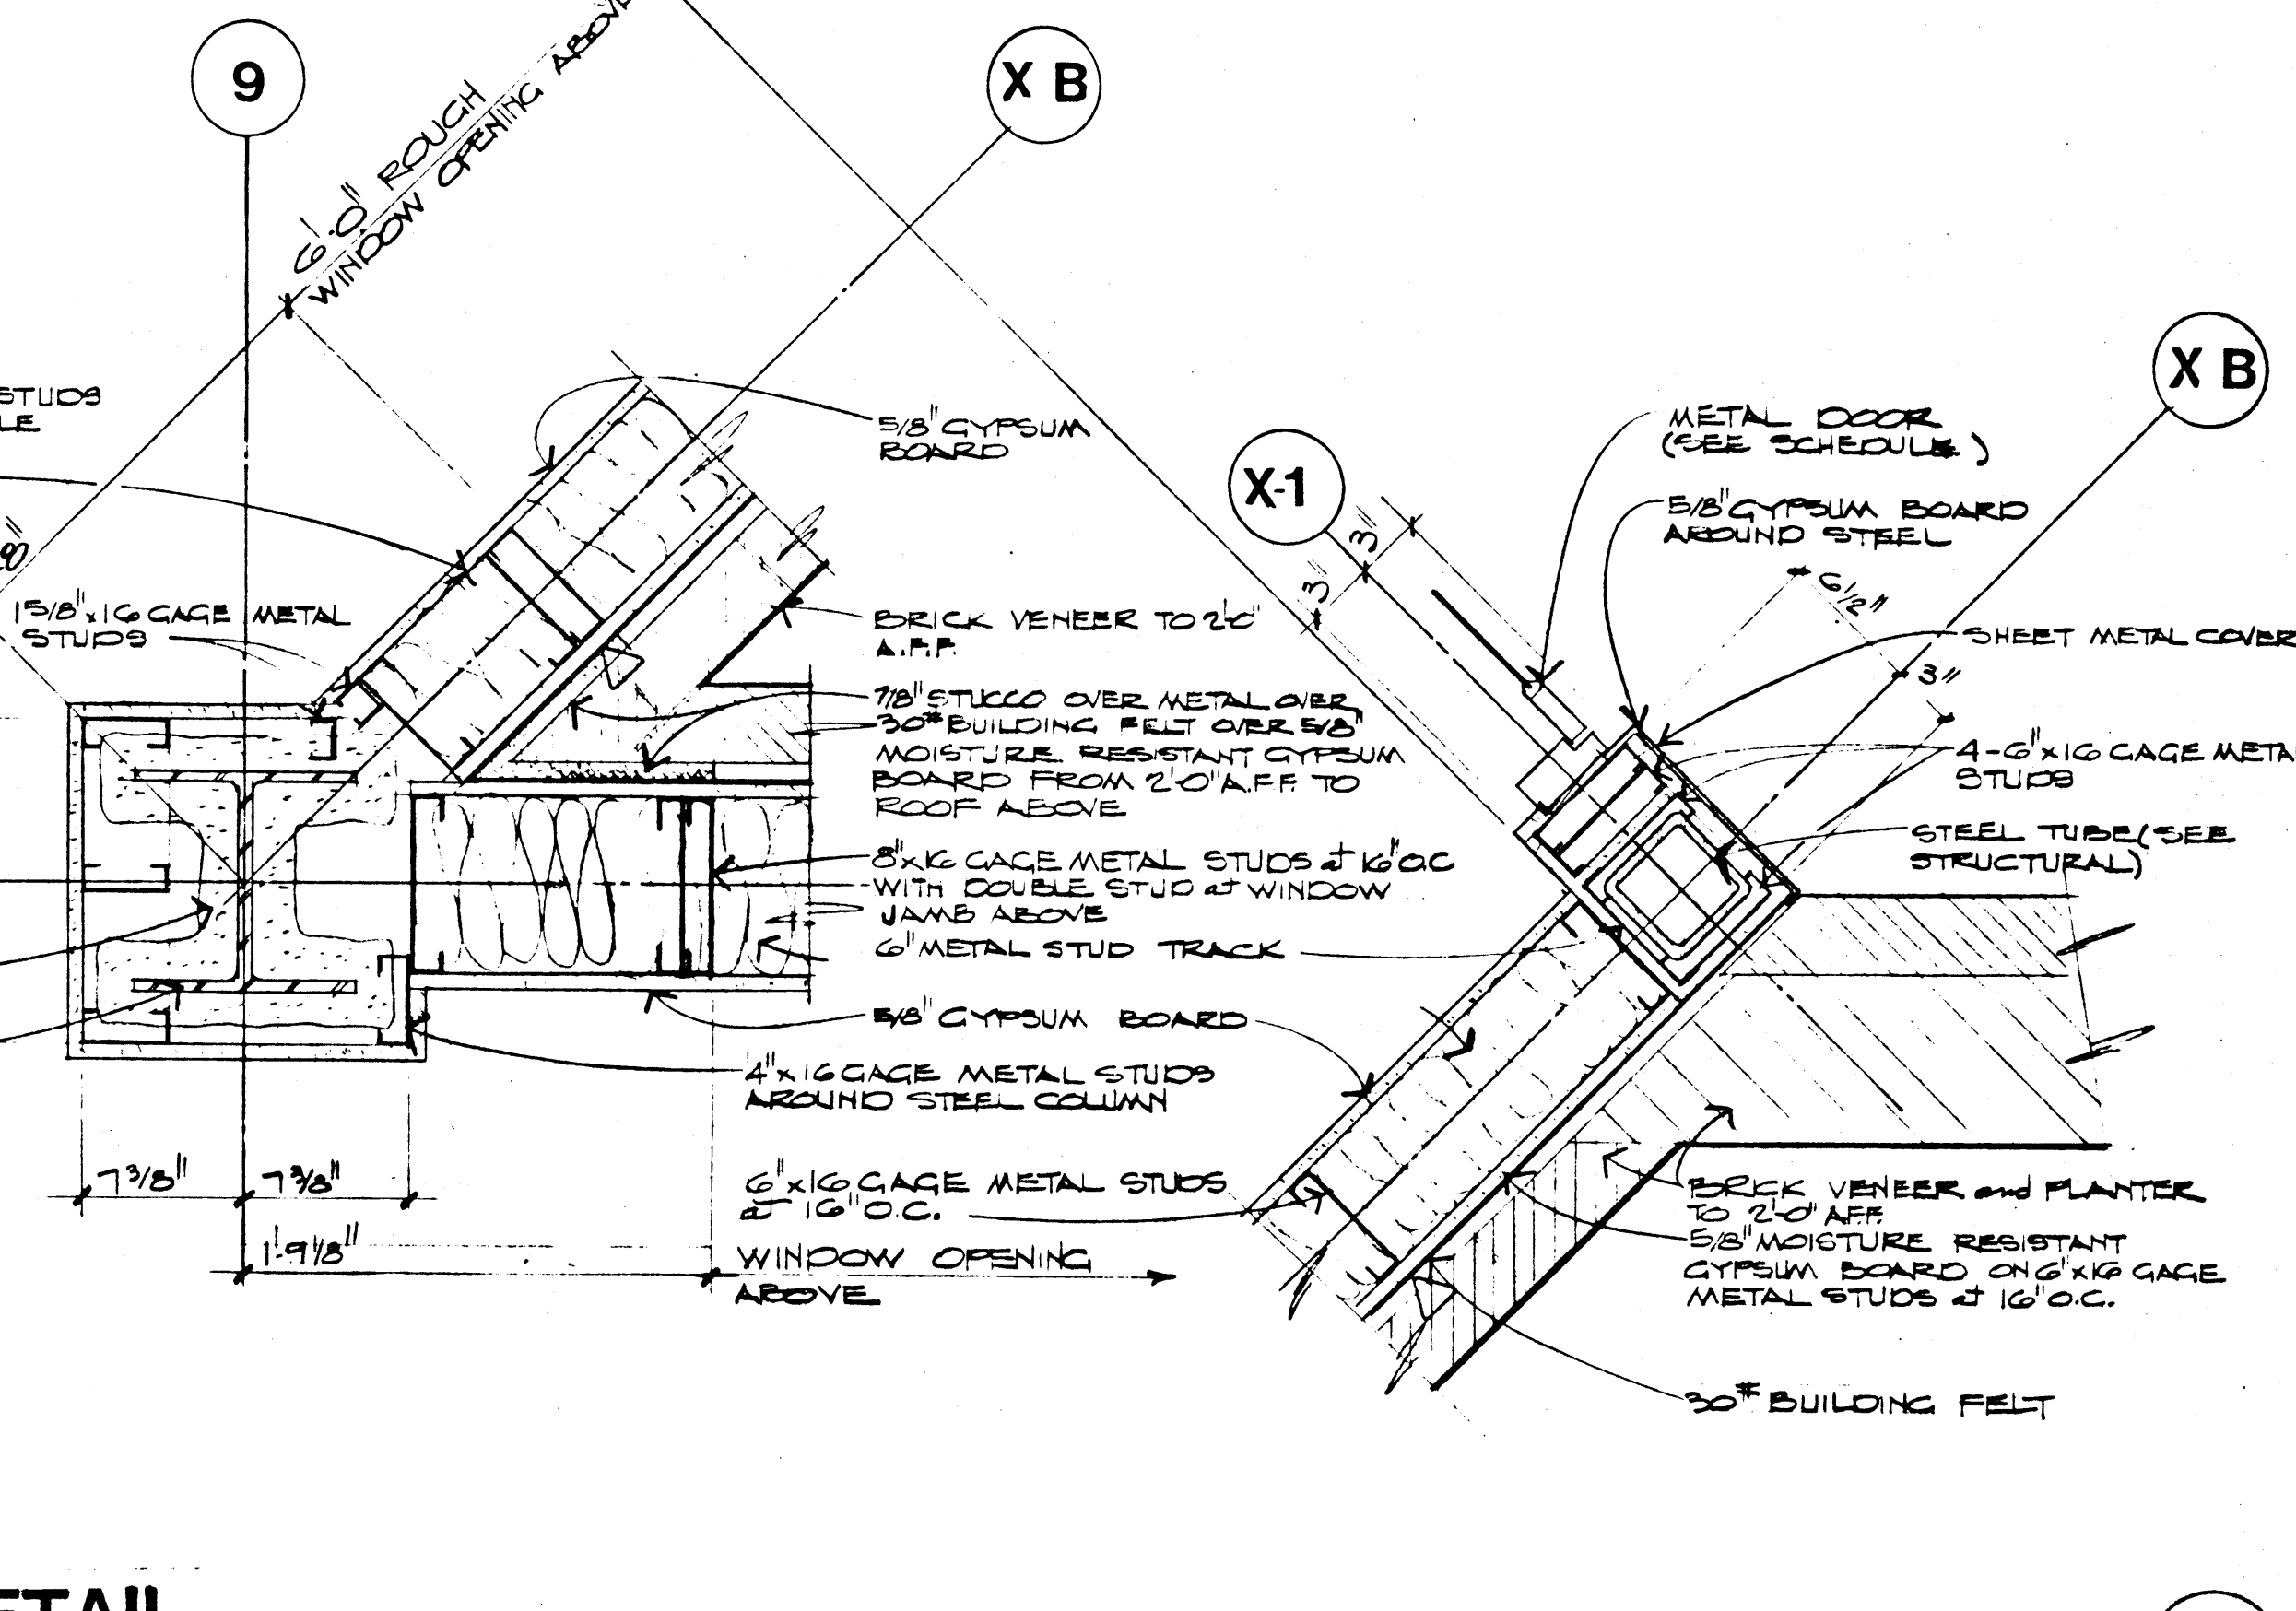 9
X B
6'-0" ROUGH
WINDOW OPENING ABOVE
X B
STUDS
5/8" GYPSUM
BOARD
X-1
METAL DOOR
(SEE SCHEDULE)
5/8" GYPSUM BOARD
AROUND STEEL
3"
3"
6 1/2"
3"
SHEET METAL COVER
1 5/8" x 16 GAGE METAL
STUDS
BRICK VENEER TO 2'-0"
A.F.F.
7/8" STUCCO OVER METAL OVER
30# BUILDING FELT OVER 5/8"
MOISTURE RESISTANT GYPSUM
BOARD FROM 2'-0" A.F.F. TO
ROOF ABOVE
4-6" x 16 GAGE META
STUDS
STEEL TUBE (SEE
STRUCTURAL)
8" x 16 GAGE METAL STUDS at 16" O.C
WITH DOUBLE STUD at WINDOW
JAMB ABOVE
6" METAL STUD TRACK
5/8" GYPSUM BOARD
4" x 16 GAGE METAL STUDS
AROUND STEEL COLUMN
7 3/8"
7 3/8"
6" x 16 GAGE METAL STUDS
at 16" O.C.
1'-9 1/8"
WINDOW OPENING
ABOVE
BRICK VENEER and PLANTER
TO 2'-0" A.F.F.
5/8" MOISTURE RESISTANT
GYPSUM BOARD ON 6" x 16 GAGE
METAL STUDS at 16" O.C.
30# BUILDING FELT
ETAIL